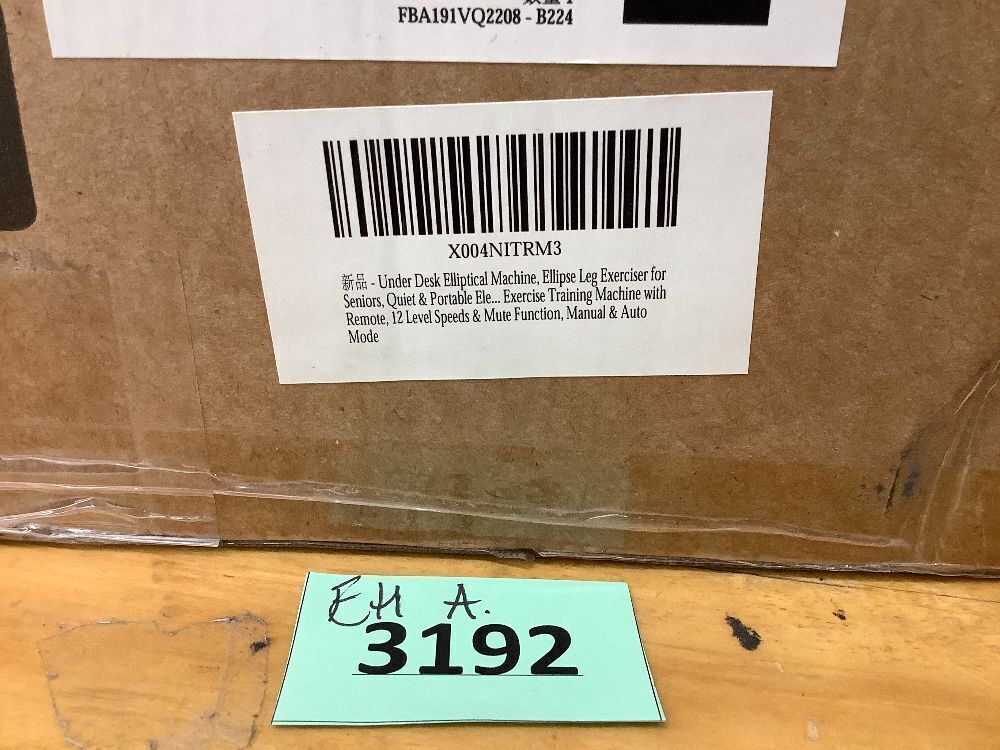 FBA191VQ2208 - B224
X004NITRM3
新品 - Under Desk Elliptical Machine, Ellipse Leg Exerciser for
Seniors, Quiet & Portable Ele... Exercise Training Machine with
Remote, 12 Level Speeds & Mute Function, Manual & Auto
Mode
EH A.
3192